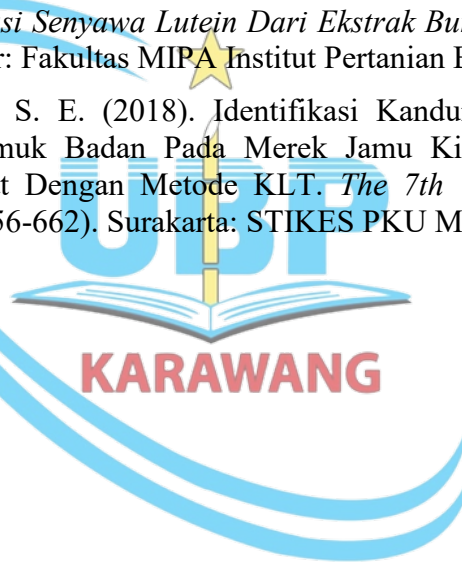 si Senyawa Lutein Dari Ekstrak Bu
: Fakultas MIPA Institut Pertanian
S. E. (2018). Identifikasi Kandu
muk Badan Pada Merek Jamu Ki
t Dengan Metode KLT. The 7th
56-662). Surakarta: STIKES PKU M
UBP
KARAWANG